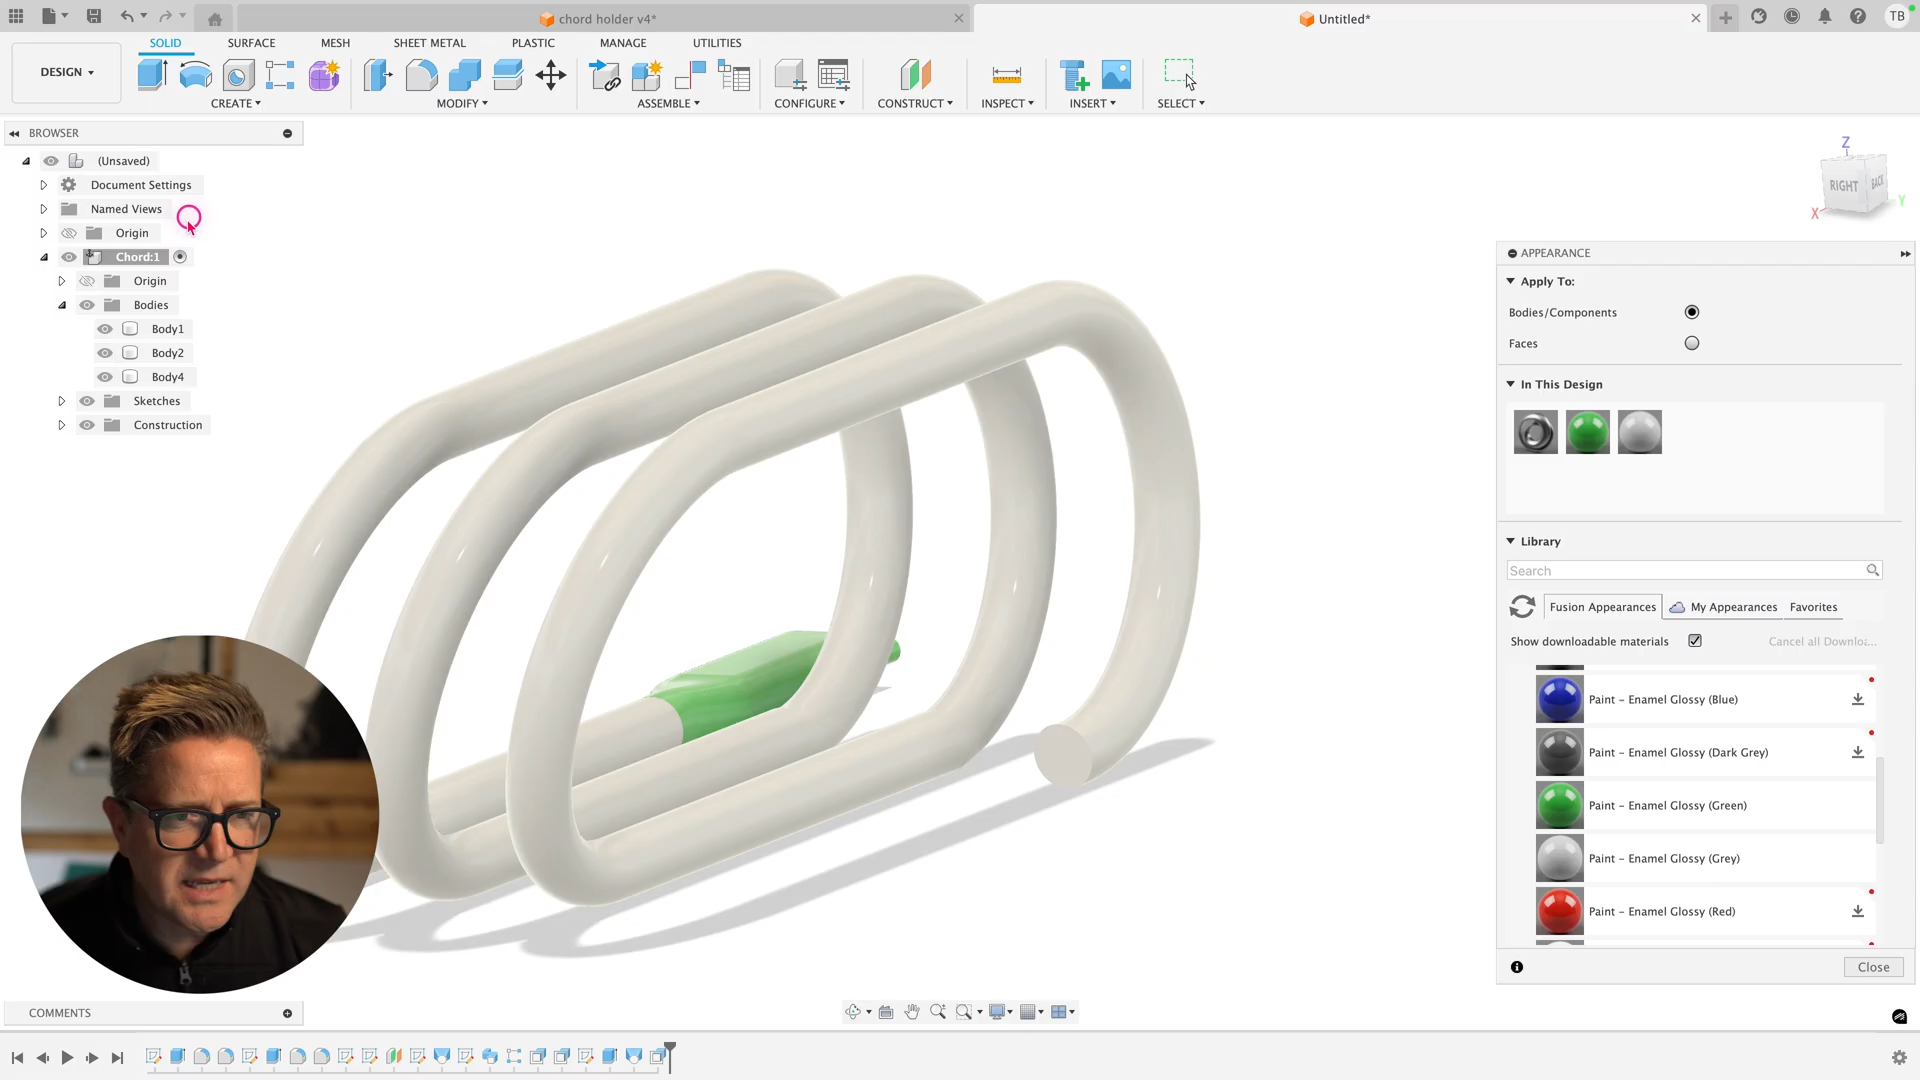 chord holder v4*
Untitled*
TB
DESIGN
SOLID
SURFACE
MESH
SHEET METAL
PLASTIC
MANAGE
UTILITIES
CREATE
MODIFY
ASSEMBLE
CONFIGURE
CONSTRUCT
INSPECT
INSERT
SELECT
BROWSER
(Unsaved)
Document Settings
Named Views
Origin
Chord:1
Origin
Bodies
Body1
Body2
Body4
Sketches
Construction
Z
RIGHT
BACK
X
Y
APPEARANCE
Apply To:
Bodies/Components
Faces
In This Design
Library
Search
Fusion Appearances
My Appearances
Favorites
Show downloadable materials
Cancel all Downloa...
Paint - Enamel Glossy (Blue)
Paint - Enamel Glossy (Dark Grey)
Paint - Enamel Glossy (Green)
Paint - Enamel Glossy (Grey)
Paint - Enamel Glossy (Red)
Close
COMMENTS